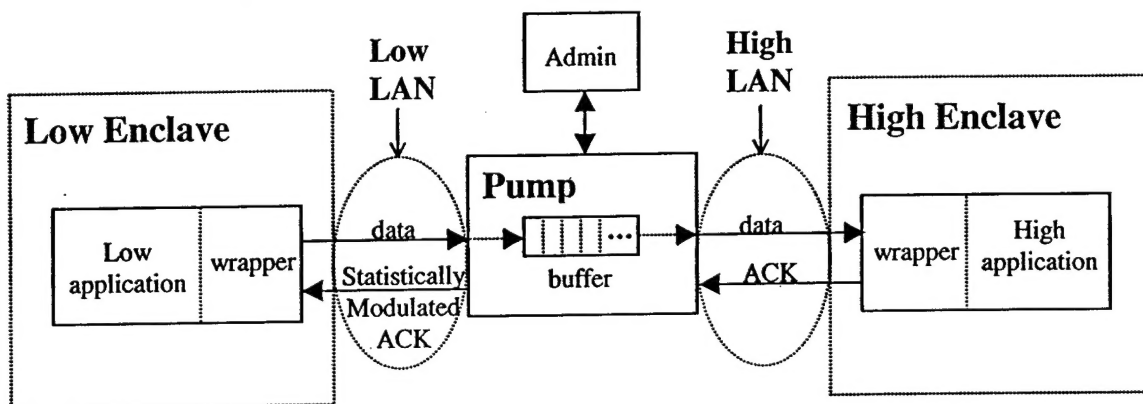 Low
LAN
Admin
High
LAN
Low Enclave
High Enclave
Pump
data
data
Low
application
wrapper
Statistically
Modulated
ACK
buffer
ACK
wrapper
High
application